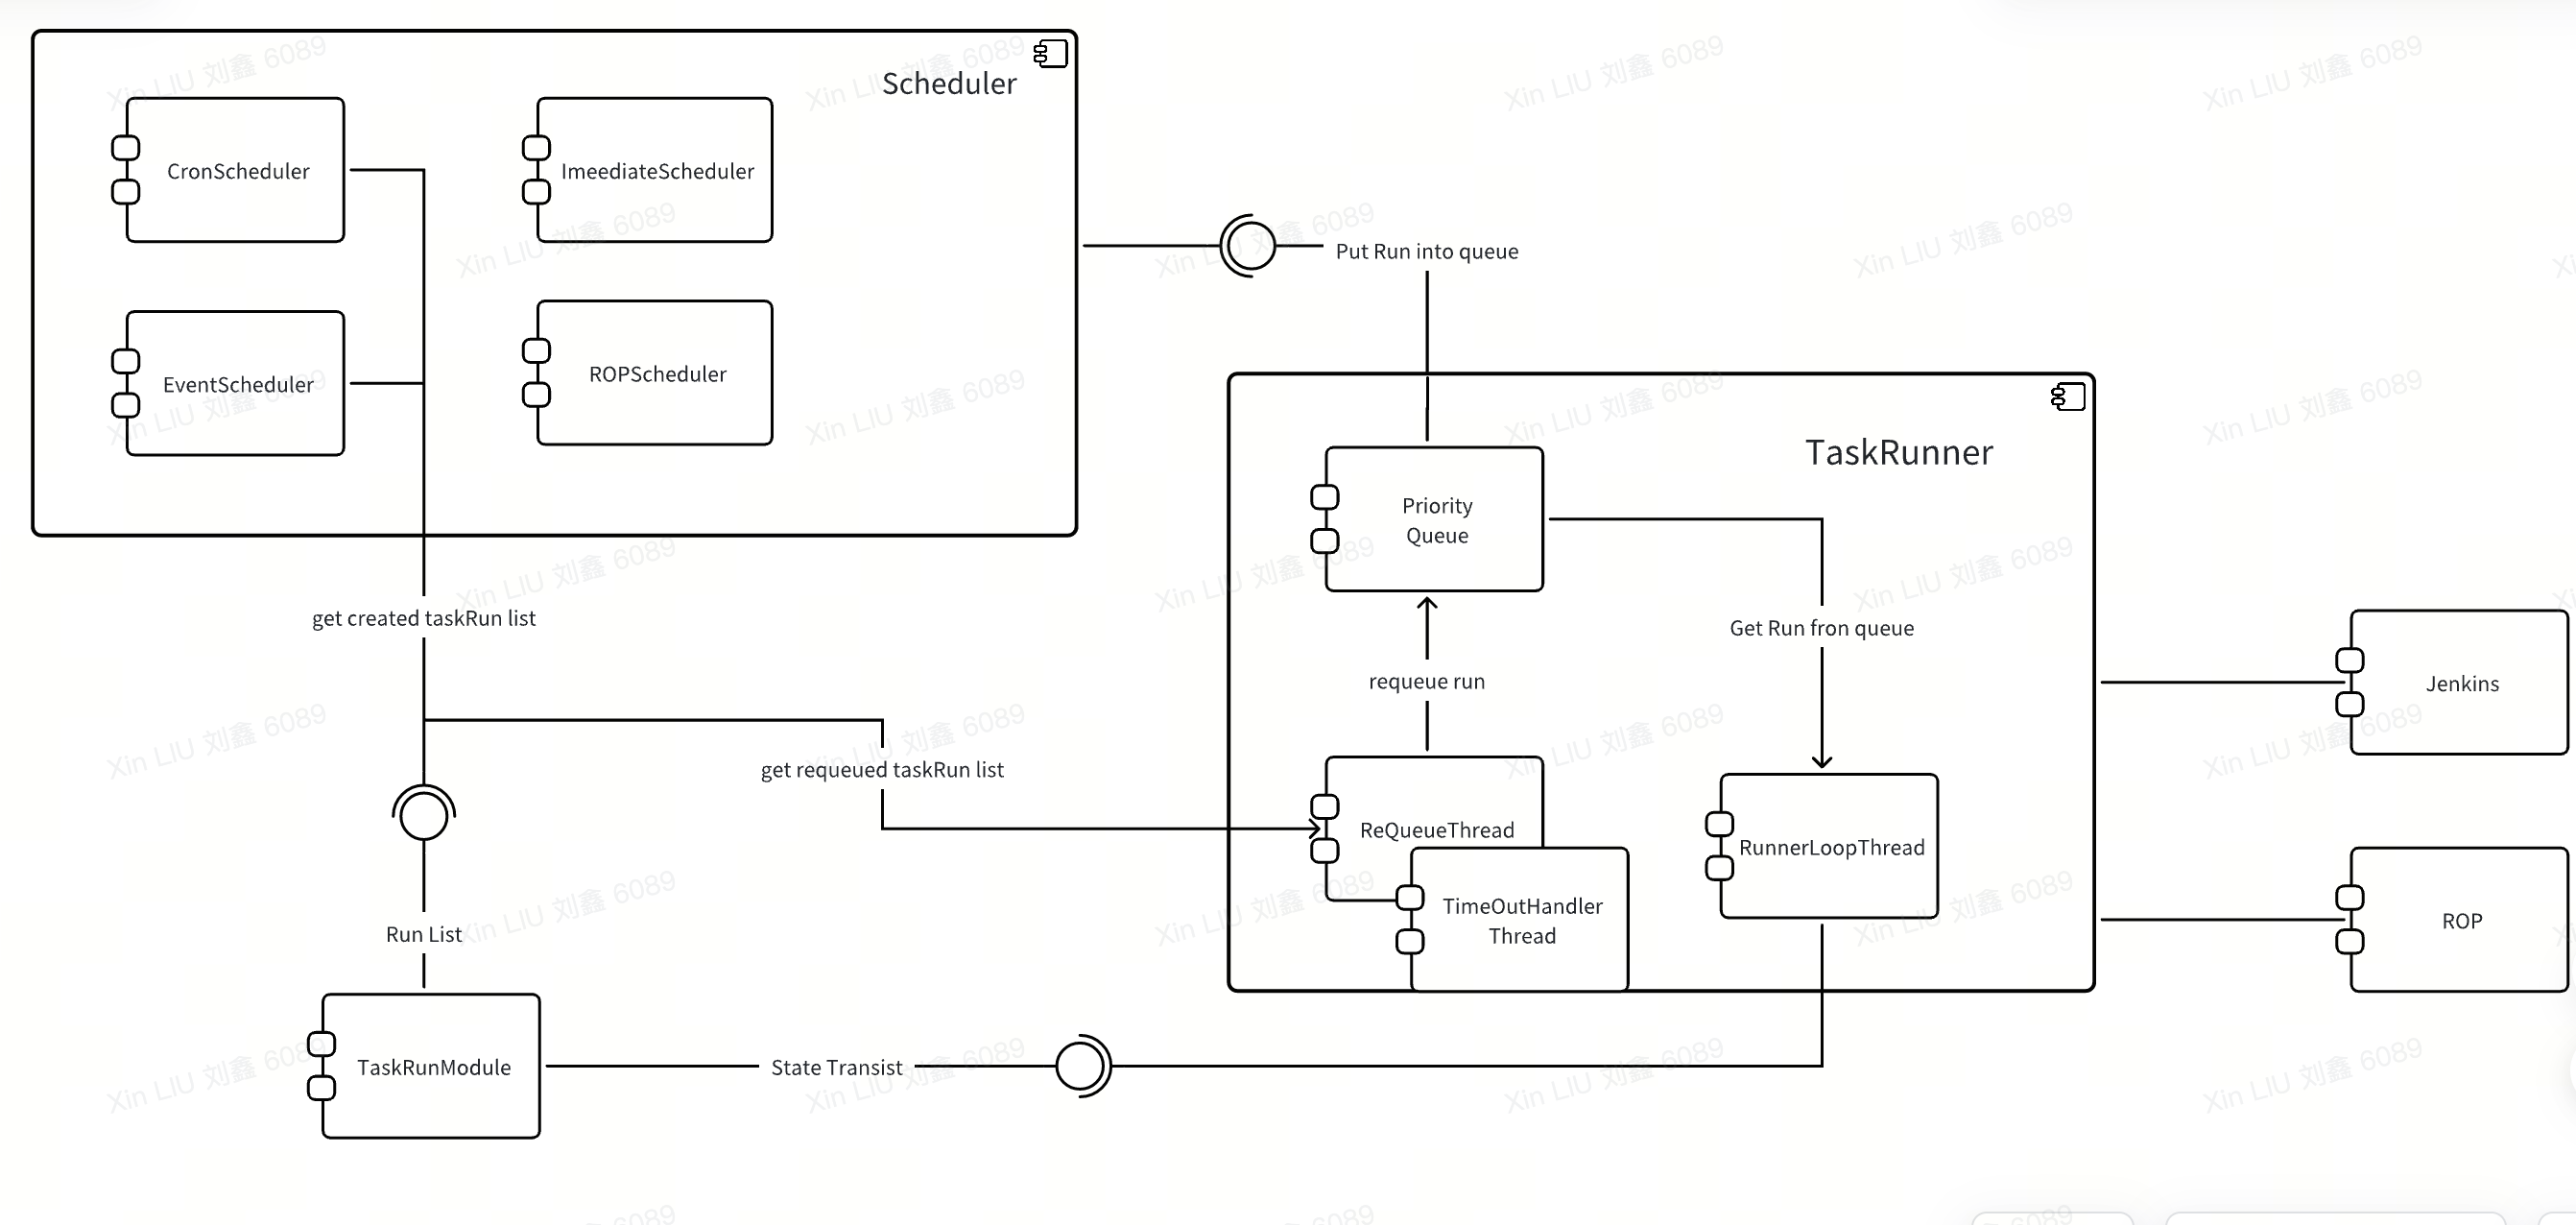 Scheduler
CronScheduler
ImeediateScheduler
EventScheduler
ROPScheduler
Put Run into queue
TaskRunner
Priority
Queue
get created taskRun list
Get Run fron queue
requeue run
Jenkins
get requeued taskRun list
ReQueueThread
RunnerLoopThread
TimeOutHandler
Thread
ROP
Run List
TaskRunModule
State Transist
Xin LIU 刘鑫 6089